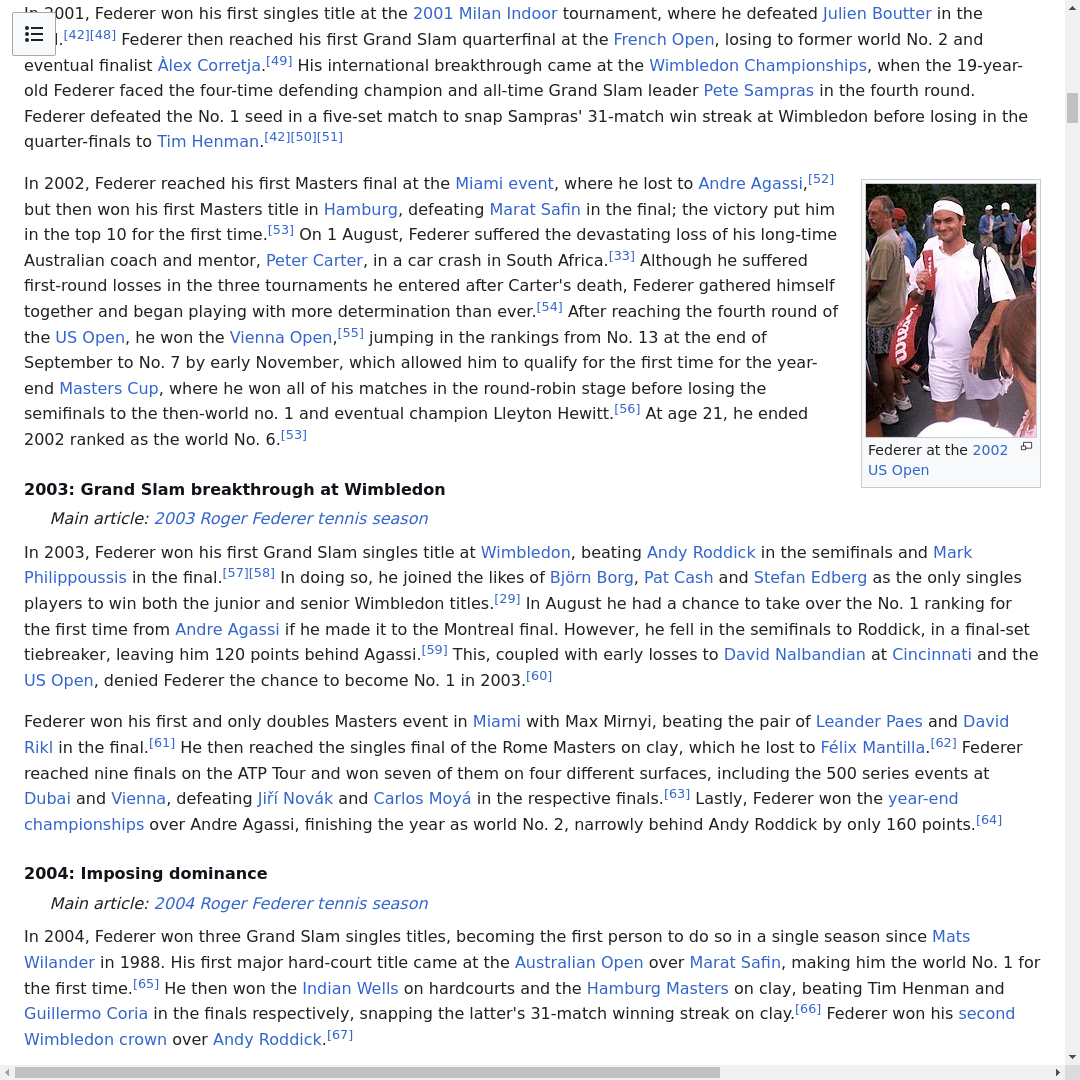 In 2001, Federer won his first singles title at the 2001 Milan Indoor tournament, where he defeated Julien Boutter in the
.[42][48] Federer then reached his first Grand Slam quarterfinal at the French Open, losing to former world No. 2 and
eventual finalist Àlex Corretja.[49] His international breakthrough came at the Wimbledon Championships, when the 19-year-
old Federer faced the four-time defending champion and all-time Grand Slam leader Pete Sampras in the fourth round.
Federer defeated the No. 1 seed in a five-set match to snap Sampras' 31-match win streak at Wimbledon before losing in the
quarter-finals to Tim Henman.[42][50][51]
In 2002, Federer reached his first Masters final at the Miami event, where he lost to Andre Agassi,[52]
but then won his first Masters title in Hamburg, defeating Marat Safin in the final; the victory put him
in the top 10 for the first time.[53] On 1 August, Federer suffered the devastating loss of his long-time
Australian coach and mentor, Peter Carter, in a car crash in South Africa.[33] Although he suffered
first-round losses in the three tournaments he entered after Carter's death, Federer gathered himself
together and began playing with more determination than ever.[54] After reaching the fourth round of
the US Open, he won the Vienna Open,[55] jumping in the rankings from No. 13 at the end of
September to No. 7 by early November, which allowed him to qualify for the first time for the year-
end Masters Cup, where he won all of his matches in the round-robin stage before losing the
semifinals to the then-world no. 1 and eventual champion Lleyton Hewitt.[56] At age 21, he ended
2002 ranked as the world No. 6.[53]
Wilson
Federer at the 2002
US Open
2003: Grand Slam breakthrough at Wimbledon
Main article: 2003 Roger Federer tennis season
In 2003, Federer won his first Grand Slam singles title at Wimbledon, beating Andy Roddick in the semifinals and Mark
Philippoussis in the final.[57][58] In doing so, he joined the likes of Björn Borg, Pat Cash and Stefan Edberg as the only singles
players to win both the junior and senior Wimbledon titles.[29] In August he had a chance to take over the No. 1 ranking for
the first time from Andre Agassi if he made it to the Montreal final. However, he fell in the semifinals to Roddick, in a final-set
tiebreaker, leaving him 120 points behind Agassi.[59] This, coupled with early losses to David Nalbandian at Cincinnati and the
US Open, denied Federer the chance to become No. 1 in 2003.[60]
Federer won his first and only doubles Masters event in Miami with Max Mirnyi, beating the pair of Leander Paes and David
Rikl in the final.[61] He then reached the singles final of the Rome Masters on clay, which he lost to Félix Mantilla.[62] Federer
reached nine finals on the ATP Tour and won seven of them on four different surfaces, including the 500 series events at
Dubai and Vienna, defeating Jiří Novák and Carlos Moyá in the respective finals.[63] Lastly, Federer won the year-end
championships over Andre Agassi, finishing the year as world No. 2, narrowly behind Andy Roddick by only 160 points.[64]
2004: Imposing dominance
Main article: 2004 Roger Federer tennis season
In 2004, Federer won three Grand Slam singles titles, becoming the first person to do so in a single season since Mats
Wilander in 1988. His first major hard-court title came at the Australian Open over Marat Safin, making him the world No. 1 for
the first time.[65] He then won the Indian Wells on hardcourts and the Hamburg Masters on clay, beating Tim Henman and
Guillermo Coria in the finals respectively, snapping the latter's 31-match winning streak on clay.[66] Federer won his second
Wimbledon crown over Andy Roddick.[67]